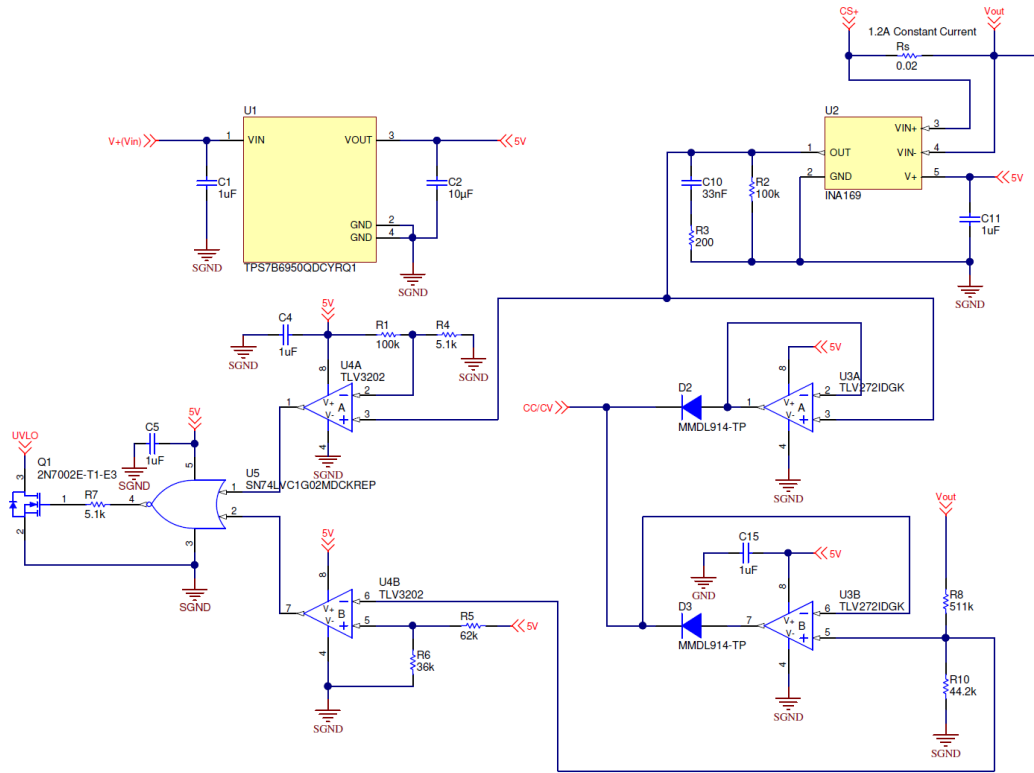 CS+
Vout
1.2A Constant Current
Rs
0.02
U1
V+(Vin)
1
VIN
VOUT
3
5V
C1
1uF
C2
10µF
GND
2
GND
4
SGND
TPS7B6950QDCYRQ1
SGND
U2
VIN+
3
1
OUT
VIN-
4
2
GND
V+
5
5V
INA169
C10
33nF
R2
100k
R3
200
C11
1uF
SGND
5V
C4
1uF
SGND
R1
100k
R4
5.1k
SGND
U4A
TLV3202
8
2
V+
V-
A
1
3
4
SGND
5V
U3A
TLV272IDGK
8
2
D2
CC/CV
MMDL914-TP
1
V+
V-
A
3
4
SGND
UVLO
5V
C5
1uF
SGND
Q1
2N7002E-T1-E3
3
1
2
R7
5.1k
5
U5
SN74LVC1G02MDCKREP
1
4
2
3
SGND
5V
U4B
TLV3202
8
6
V+
V-
B
7
5
4
R5
62k
5V
R6
36k
SGND
C15
1uF
GND
5V
U3B
TLV272IDGK
8
6
D3
MMDL914-TP
7
V+
V-
B
5
4
SGND
Vout
R8
511k
R10
44.2k
SGND